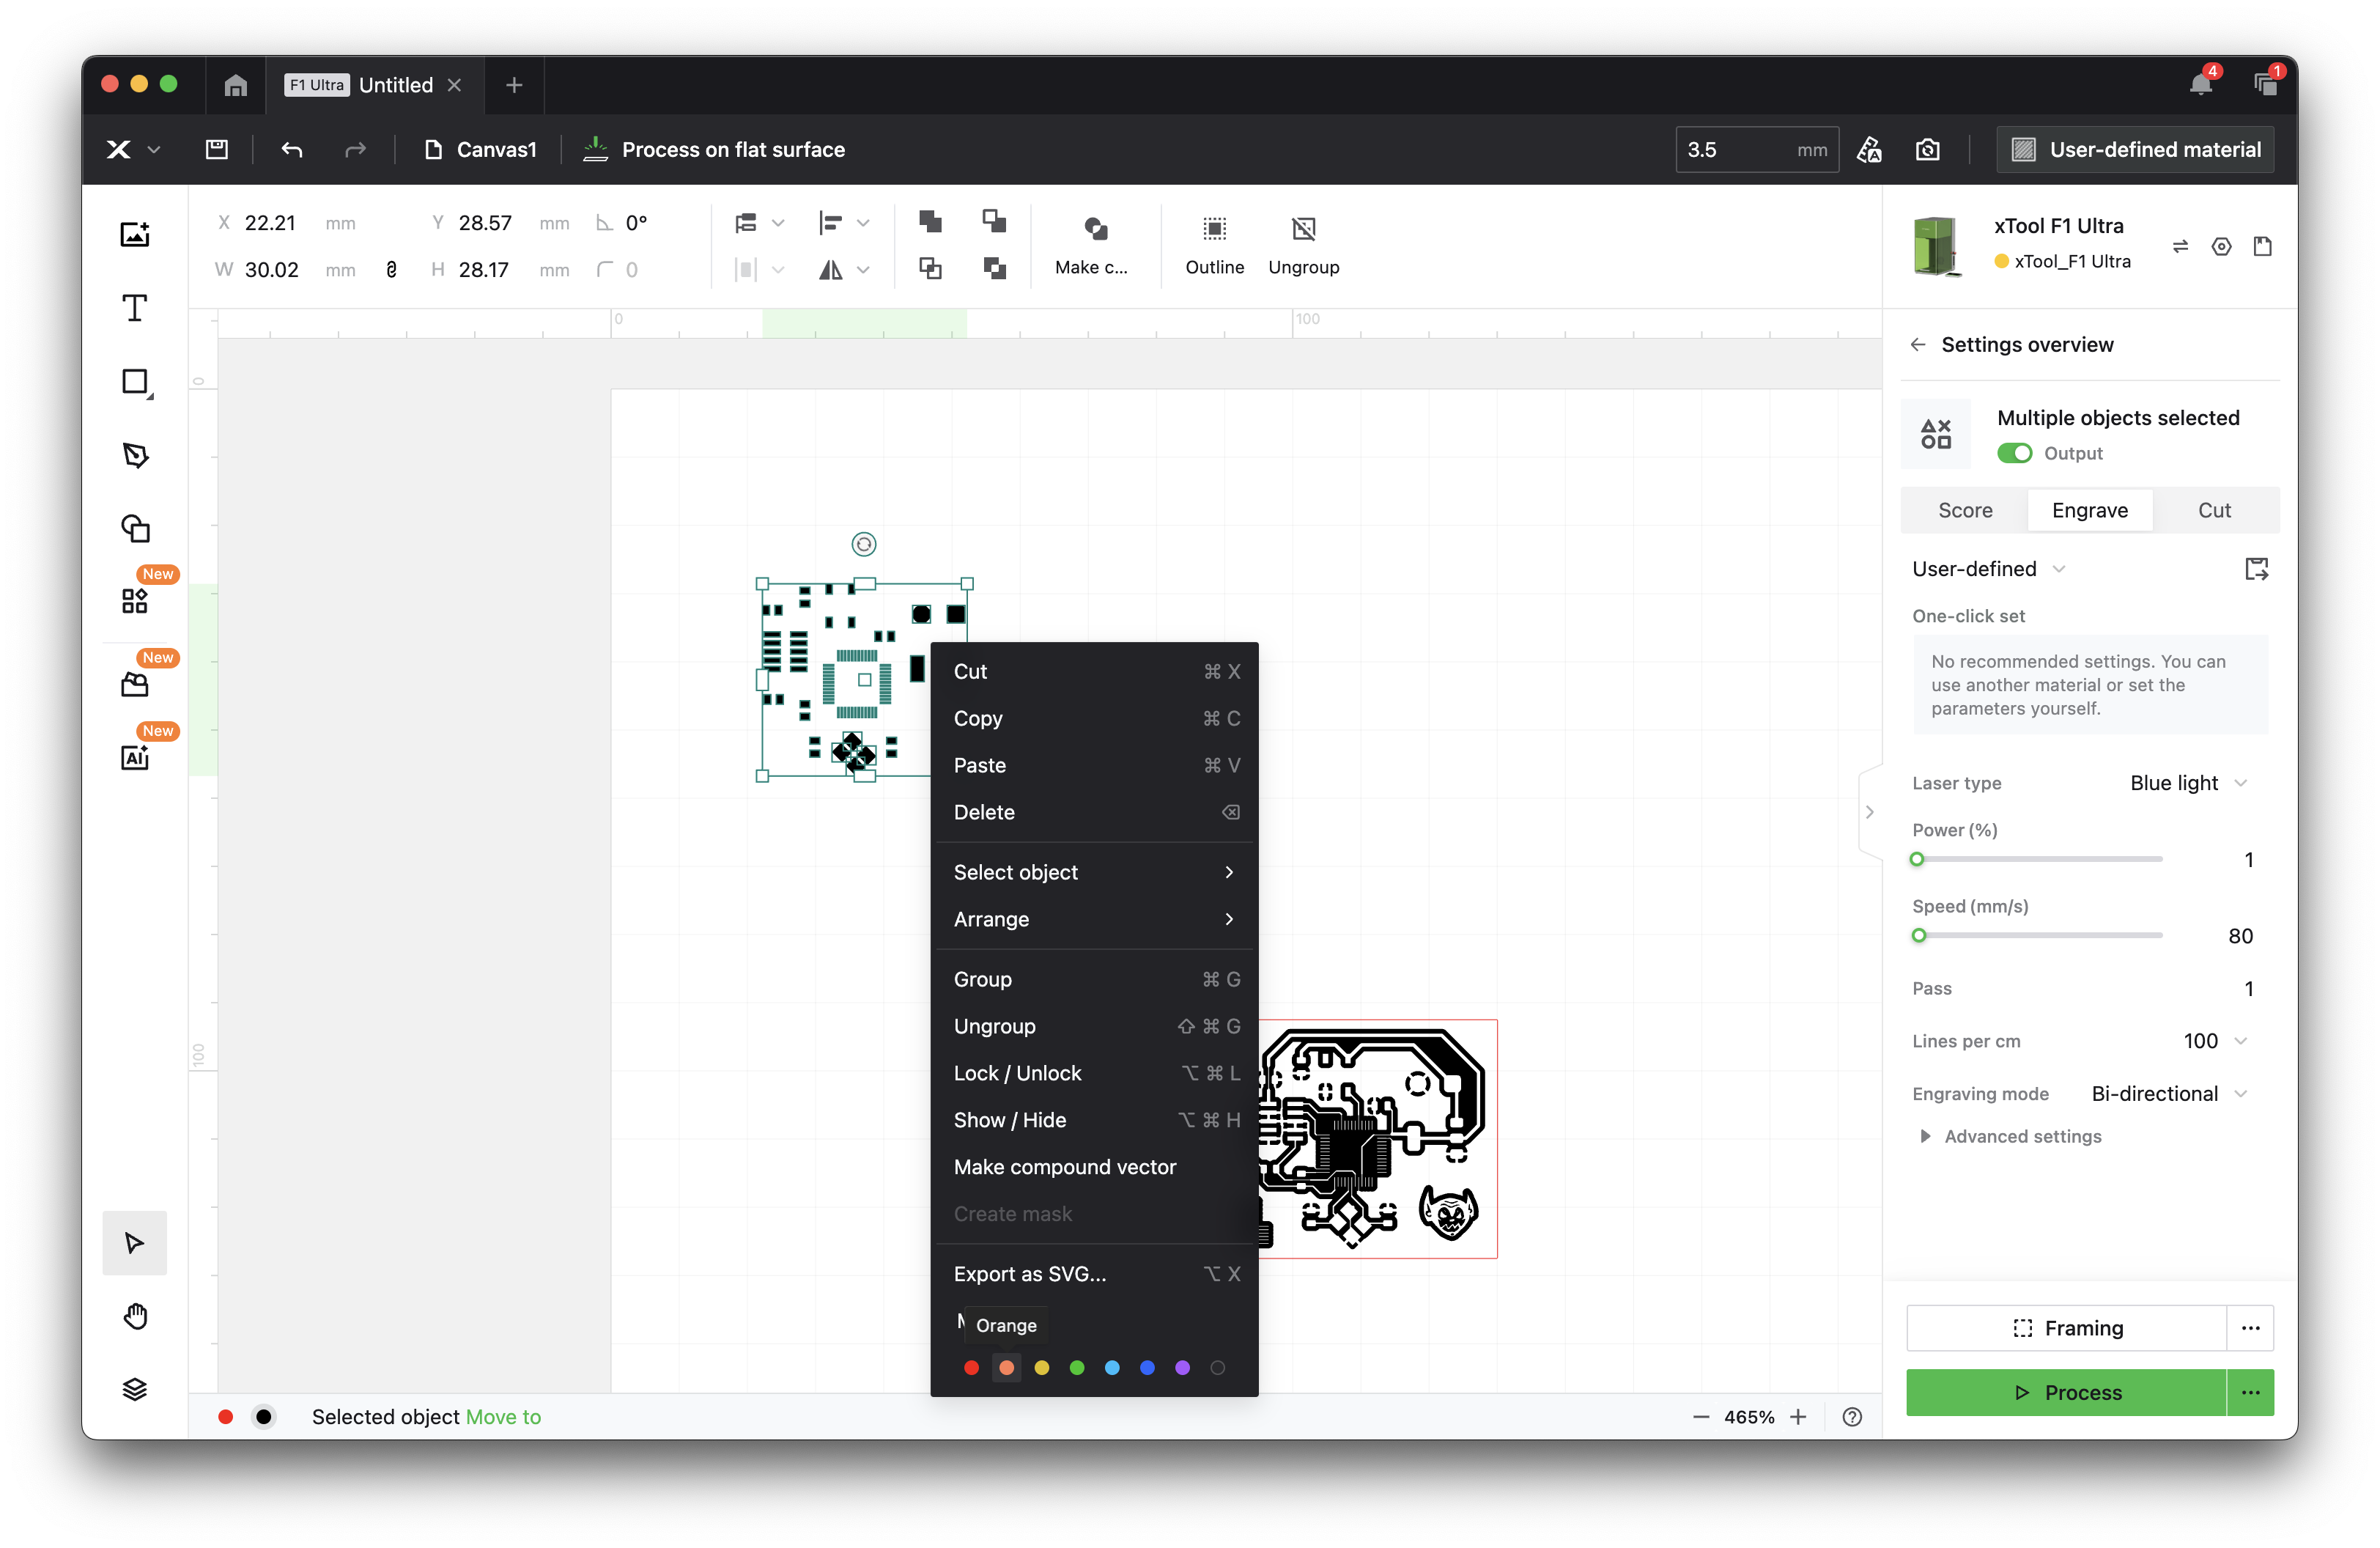 F1 Ultra Untitled
4
1
Canvas1
Process on flat surface
3.5 mm
User-defined material
X 22.21 mm Y 28.57 mm 0°
W 30.02 mm H 28.17 mm 0
Make c...
Outline
Ungroup
xTool F1 Ultra
xTool_F1 Ultra
0
100
0
100
New
New
New
AI
Settings overview
Multiple objects selected
Output
Score
Engrave
Cut
User-defined
One-click set
No recommended settings. You can
use another material or set the
parameters yourself.
Laser type Blue light
Power (%)
1
Speed (mm/s)
80
Pass 1
Lines per cm 100
Engraving mode Bi-directional
Advanced settings
Cut ⌘ X
Copy ⌘ C
Paste ⌘ V
Delete
Select object
Arrange
Group ⌘ G
Ungroup ⇧ ⌘ G
Lock / Unlock ⌥ ⌘ L
Show / Hide ⌥ ⌘ H
Make compound vector
Create mask
Export as SVG... ⌥ X
Orange
Framing
Process
Selected object Move to
465%